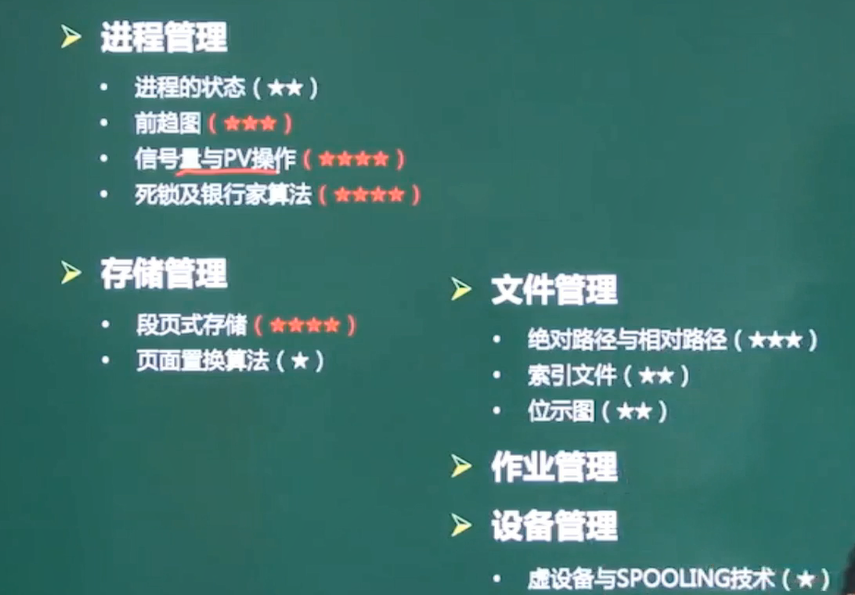 进程管理
进程的状态（★★）
前趋图（★★★）
信号量与PV操作（★★★★）
死锁及银行家算法（★★★★）
存储管理
段页式存储（★★★★）
页面置换算法（★）
文件管理
绝对路径与相对路径（★★★）
索引文件（★★）
位示图（★★）
作业管理
设备管理
虚设备与SPOOLING技术（★）